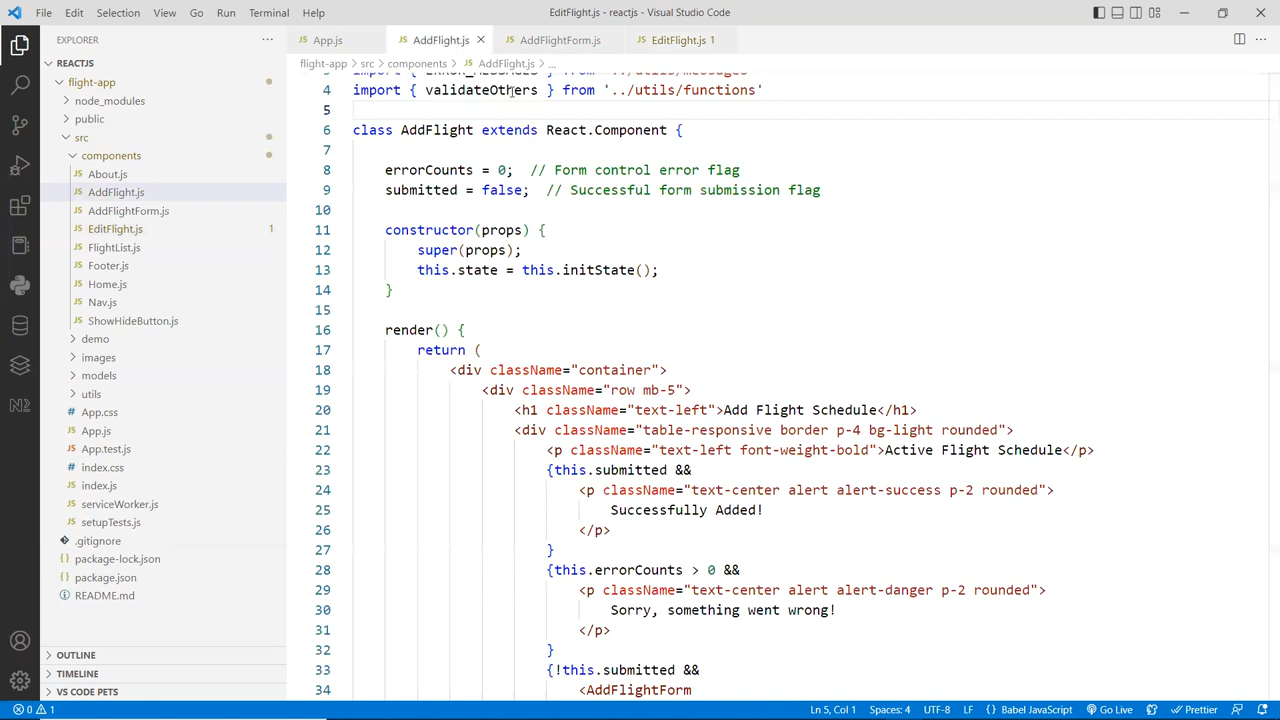 File Edit Selection View Go Run Terminal Help
EditFlight.js - reactjs - Visual Studio Code
EXPLORER
REACTJS
flight-app
node_modules
public
src
components
About.js
AddFlight.js
AddFlightForm.js
EditFlight.js 1
FlightList.js
Footer.js
Home.js
Nav.js
ShowHideButton.js
demo
images
models
utils
App.css
App.js
App.test.js
index.css
index.js
serviceWorker.js
setupTests.js
.gitignore
package-lock.json
package.json
README.md
OUTLINE
TIMELINE
VS CODE PETS
App.js AddFlight.js AddFlightForm.js EditFlight.js 1
flight-app > src > components > AddFlight.js > ...
3 import { ERROR_MESSAGES } from '../utils/messages'
4 import { validateOthers } from '../utils/functions'
5
6 class AddFlight extends React.Component {
7
8 errorCounts = 0; // Form control error flag
9 submitted = false; // Successful form submission flag
10
11 constructor(props) {
12 super(props);
13 this.state = this.initState();
14 }
15
16 render() {
17 return (
18 <div className="container">
19 <div className="row mb-5">
20 <h1 className="text-left">Add Flight Schedule</h1>
21 <div className="table-responsive border p-4 bg-light rounded">
22 <p className="text-left font-weight-bold">Active Flight Schedule</p>
23 {this.submitted &&
24 <p className="text-center alert alert-success p-2 rounded">
25 Successfully Added!
26 </p>
27 }
28 {this.errorCounts > 0 &&
29 <p className="text-center alert alert-danger p-2 rounded">
30 Sorry, something went wrong!
31 </p>
32 }
33 {!this.submitted &&
34 <AddFlightForm
0 1
Ln 5, Col 1 Spaces: 4 UTF-8 LF {} Babel JavaScript Go Live Prettier